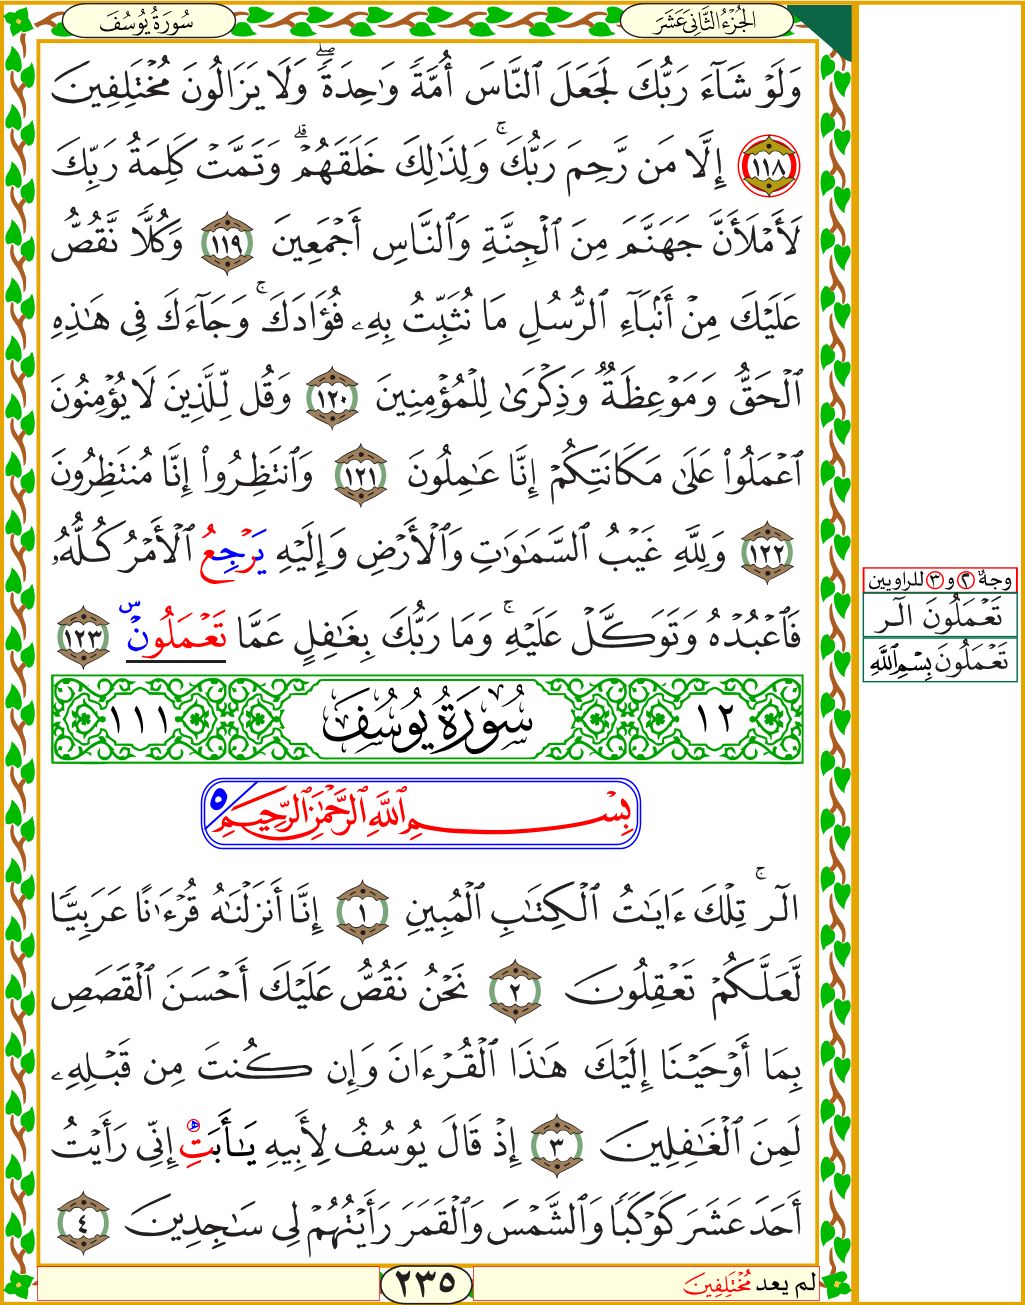 سُورَةُ يُوسُفَ
الْجُزْءُ الثَّانِيَ عَشَرَ
وَلَوْ شَآءَ رَبُّكَ لَجَعَلَ ٱلنَّاسَ أُمَّةً وَٰحِدَةً ۖ وَلَا يَزَالُونَ مُخْتَلِفِينَ
١١٨ إِلَّا مَن رَّحِمَ رَبُّكَ ۚ وَلِذَٰلِكَ خَلَقَهُمْ ۗ وَتَمَّتْ كَلِمَةُ رَبِّكَ
لَأَمْلَأَنَّ جَهَنَّمَ مِنَ ٱلْجِنَّةِ وَٱلنَّاسِ أَجْمَعِينَ ١١٩ وَكُلًّا نَّقُصُّ
عَلَيْكَ مِنْ أَنۢبَآءِ ٱلرُّسُلِ مَا نُثَبِّتُ بِهِۦ فُؤَادَكَ ۚ وَجَآءَكَ فِى هَٰذِهِ
ٱلْحَقُّ وَمَوْعِظَةٌ وَذِكْرَىٰ لِلْمُؤْمِنِينَ ١٢٠ وَقُل لِّلَّذِينَ لَا يُؤْمِنُونَ
ٱعْمَلُوا۟ عَلَىٰ مَكَانَتِكُمْ إِنَّا عَٰمِلُونَ ١٢١ وَٱنتَظِرُوٓا۟ إِنَّا مُنتَظِرُونَ
١٢٢ وَلِلَّهِ غَيْبُ ٱلسَّمَٰوَٰتِ وَٱلْأَرْضِ وَإِلَيْهِ يَرْجِعُ ٱلْأَمْرُ كُلُّهُۥ
فَٱعْبُدْهُ وَتَوَكَّلْ عَلَيْهِ ۚ وَمَا رَبُّكَ بِغَٰفِلٍ عَمَّا تَعْمَلُونَ س ١٢٣
١٢ سُورَةُ يُوسُفَ ١١١
بِسْمِ ٱللَّهِ ٱلرَّحْمَٰنِ ٱلرَّحِيمِ ٥
الٓر ۚ تِلْكَ ءَايَٰتُ ٱلْكِتَٰبِ ٱلْمُبِينِ ١ إِنَّآ أَنزَلْنَٰهُ قُرْءَٰنًا عَرَبِيًّا
لَّعَلَّكُمْ تَعْقِلُونَ ٢ نَحْنُ نَقُصُّ عَلَيْكَ أَحْسَنَ ٱلْقَصَصِ
بِمَآ أَوْحَيْنَآ إِلَيْكَ هَٰذَا ٱلْقُرْءَانَ وَإِن كُنتَ مِن قَبْلِهِۦ
لَمِنَ ٱلْغَٰفِلِينَ ٣ إِذْ قَالَ يُوسُفُ لِأَبِيهِ يَٰٓأَبَتِ إِنِّى رَأَيْتُ
أَحَدَ عَشَرَ كَوْكَبًا وَٱلشَّمْسَ وَٱلْقَمَرَ رَأَيْتُهُمْ لِى سَٰجِدِينَ ٤
وجهٌ ٢ و ٣ للراويين
تَعْمَلُونَ الٓر
تَعْمَلُونَ بِسْمِ ٱللَّهِ
لم يعد مُخْتَلِفِينَ
٢٣٥